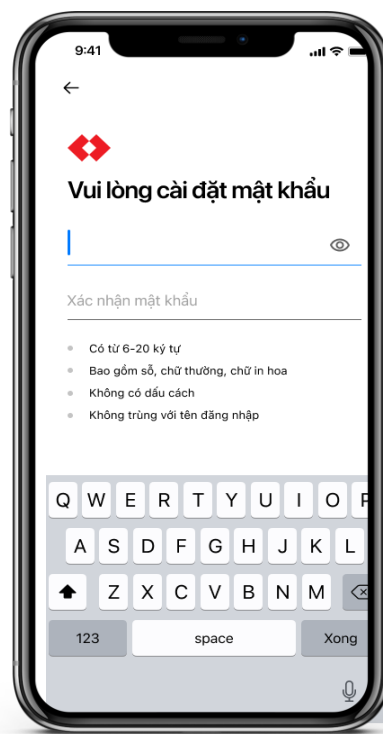 9:41
Vui lòng cài đặt mật khẩu
Xác nhận mật khẩu
Có từ 6-20 ký tự
Bao gồm số, chữ thường, chữ in hoa
Không có dấu cách
Không trùng với tên đăng nhập
Q W E R T Y U I O P
A S D F G H J K L
Z X C V B N M
123 space Xong